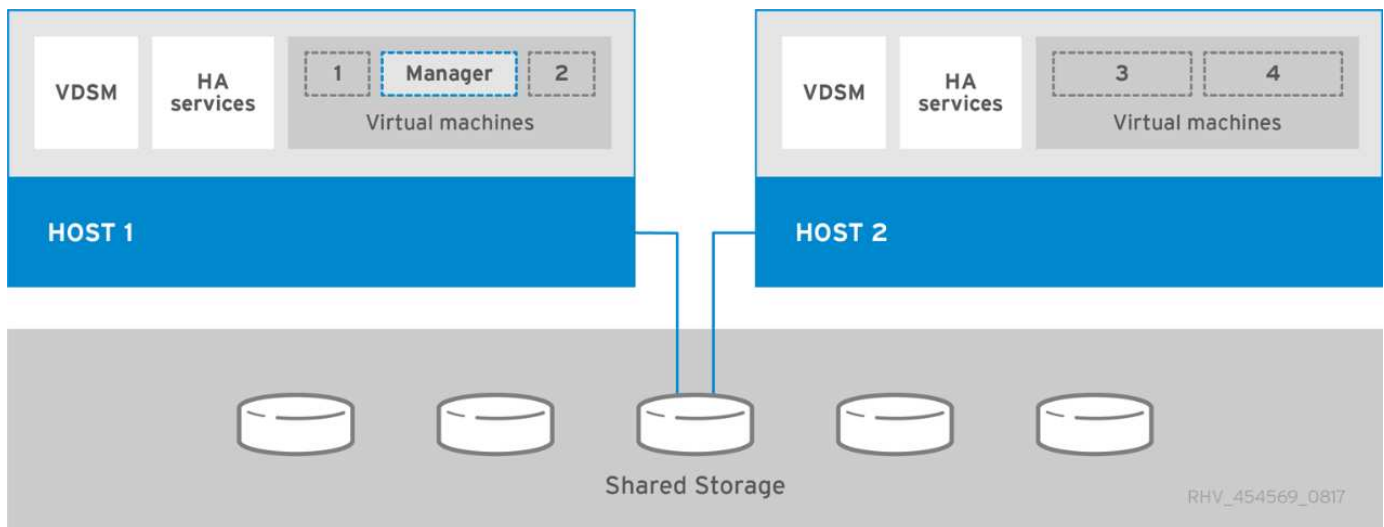 VDSM
HA
services
1
Manager
2
Virtual machines
HOST 1
VDSM
HA
services
3
4
Virtual machines
HOST 2
Shared Storage
RHV_454569_0817